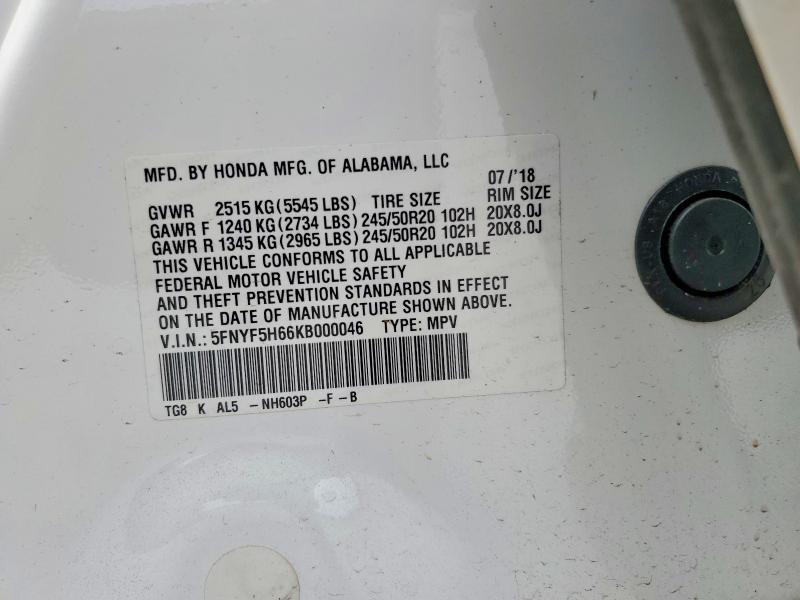 MFD. BY HONDA MFG. OF ALABAMA, LLC
07 /'18
GVWR 2515 KG(5545 LBS) TIRE SIZE RIM SIZE
GAWR F 1240 KG(2734 LBS) 245/50R20 102H 20X8.0J
GAWR R 1345 KG(2965 LBS) 245/50R20 102H 20X8.0J
THIS VEHICLE CONFORMS TO ALL APPLICABLE
FEDERAL MOTOR VEHICLE SAFETY
AND THEFT PREVENTION STANDARDS IN EFFECT
ON THE DATE OF MANUFACTURE SHOWN ABOVE.
V.I.N.: 5FNYF5H66KB000046 TYPE: MPV
TG8 K AL5 -NH603P -F-B
HONDA